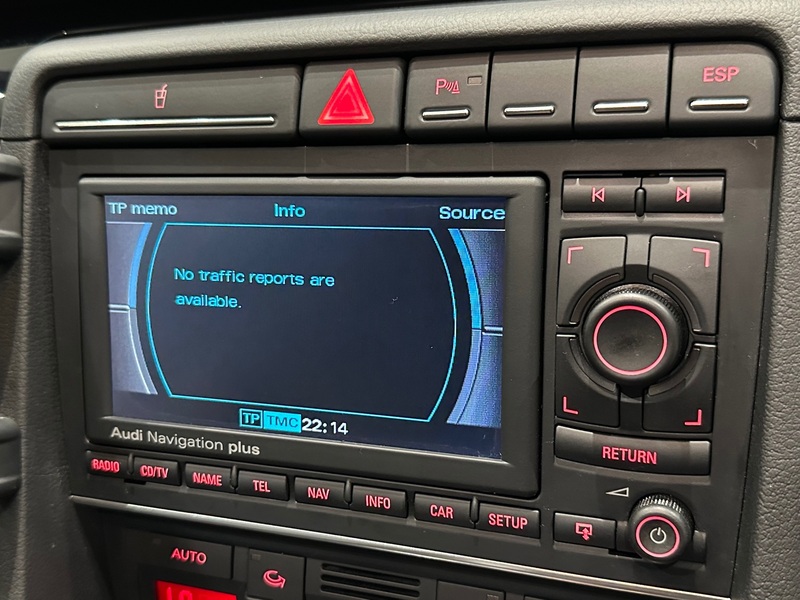 P
ESP
TP memo Info Source
No traffic reports are
available.
TP TMC 22:14
Audi Navigation plus
RADIO CD/TV NAME TEL NAV INFO CAR SETUP
RETURN
AUTO